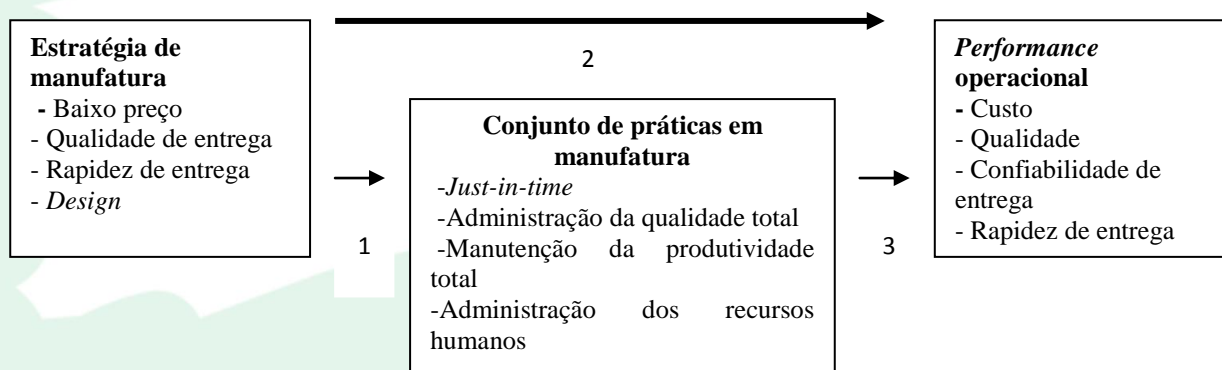 Estratégia de
manufatura
- Baixo preço
- Qualidade de entrega
- Rapidez de entrega
- Design
1
2
Conjunto de práticas em
manufatura
-Just-in-time
-Administração da qualidade total
-Manutenção da produtividade
total
-Administração dos recursos
humanos
3
Performance
operacional
- Custo
- Qualidade
- Confiabilidade de
entrega
- Rapidez de entrega